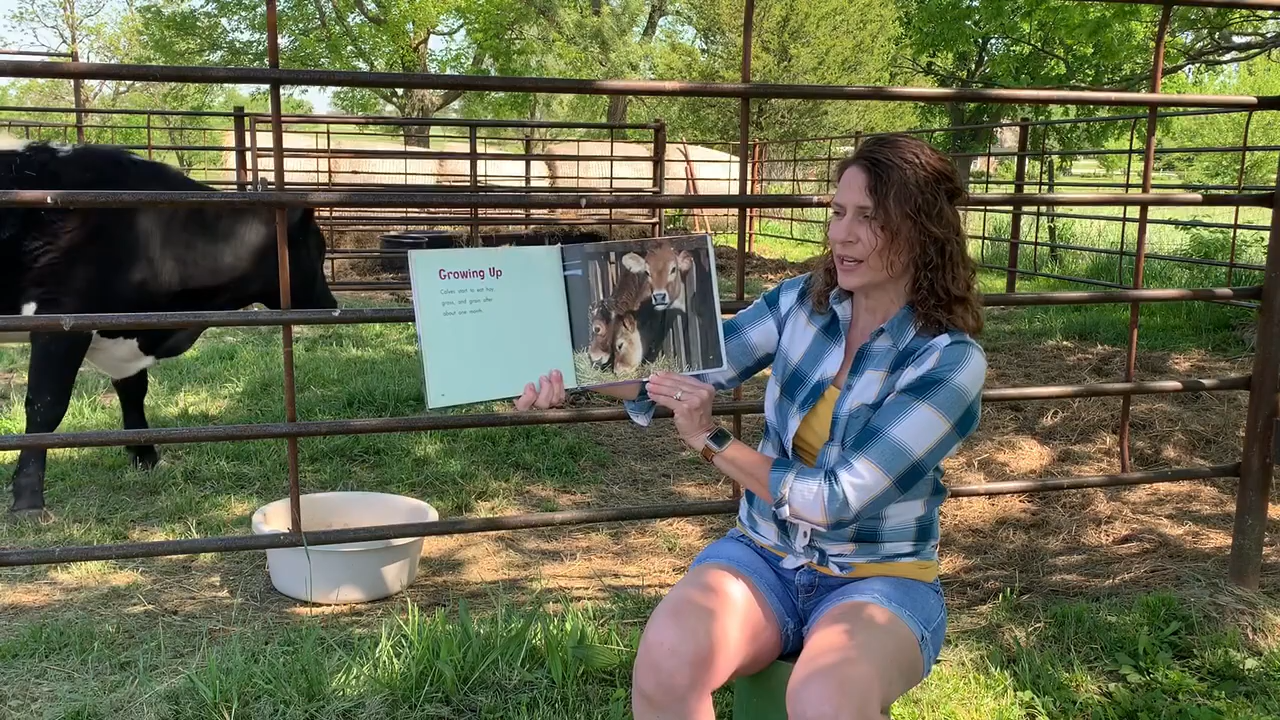 Growing Up
Calves start to eat hay,
grass, and grain after
about one month.